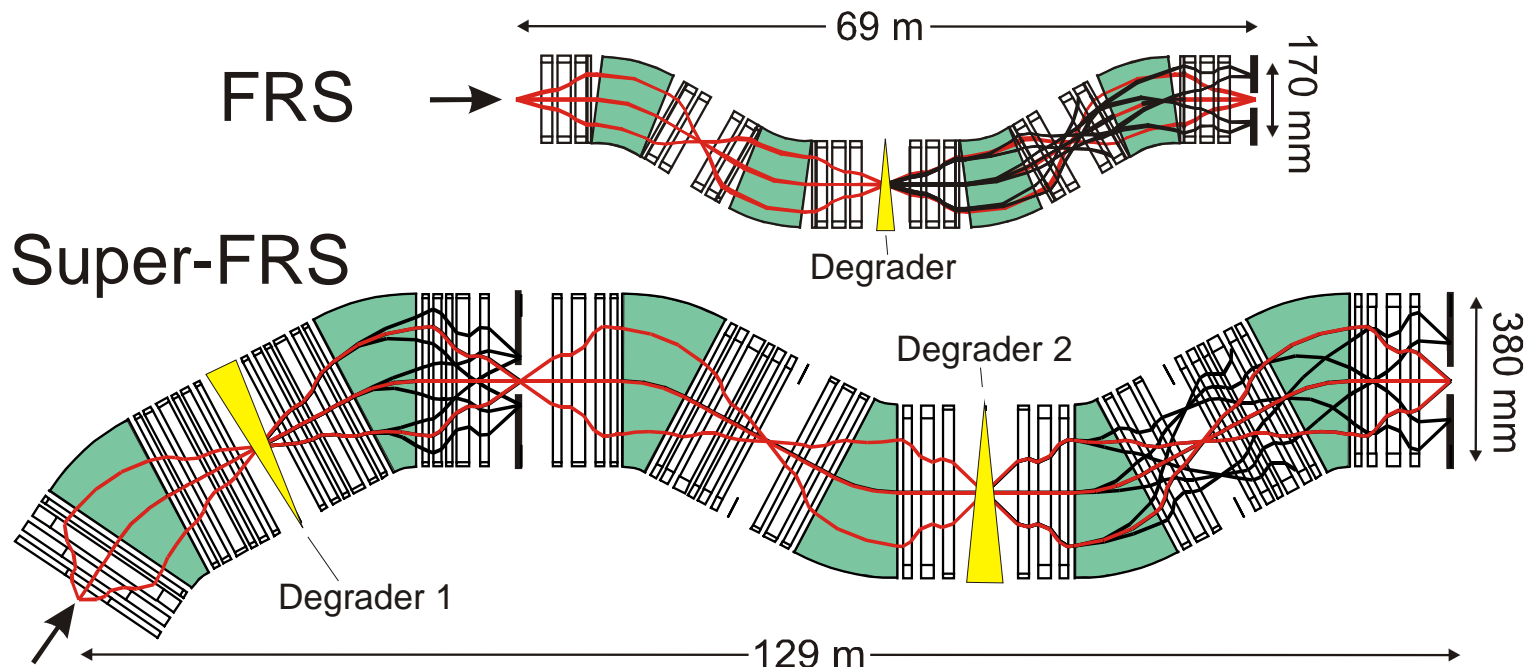 69 m
FRS
170 mm
Degrader
Super-FRS
Degrader 2
380 mm
Degrader 1
129 m